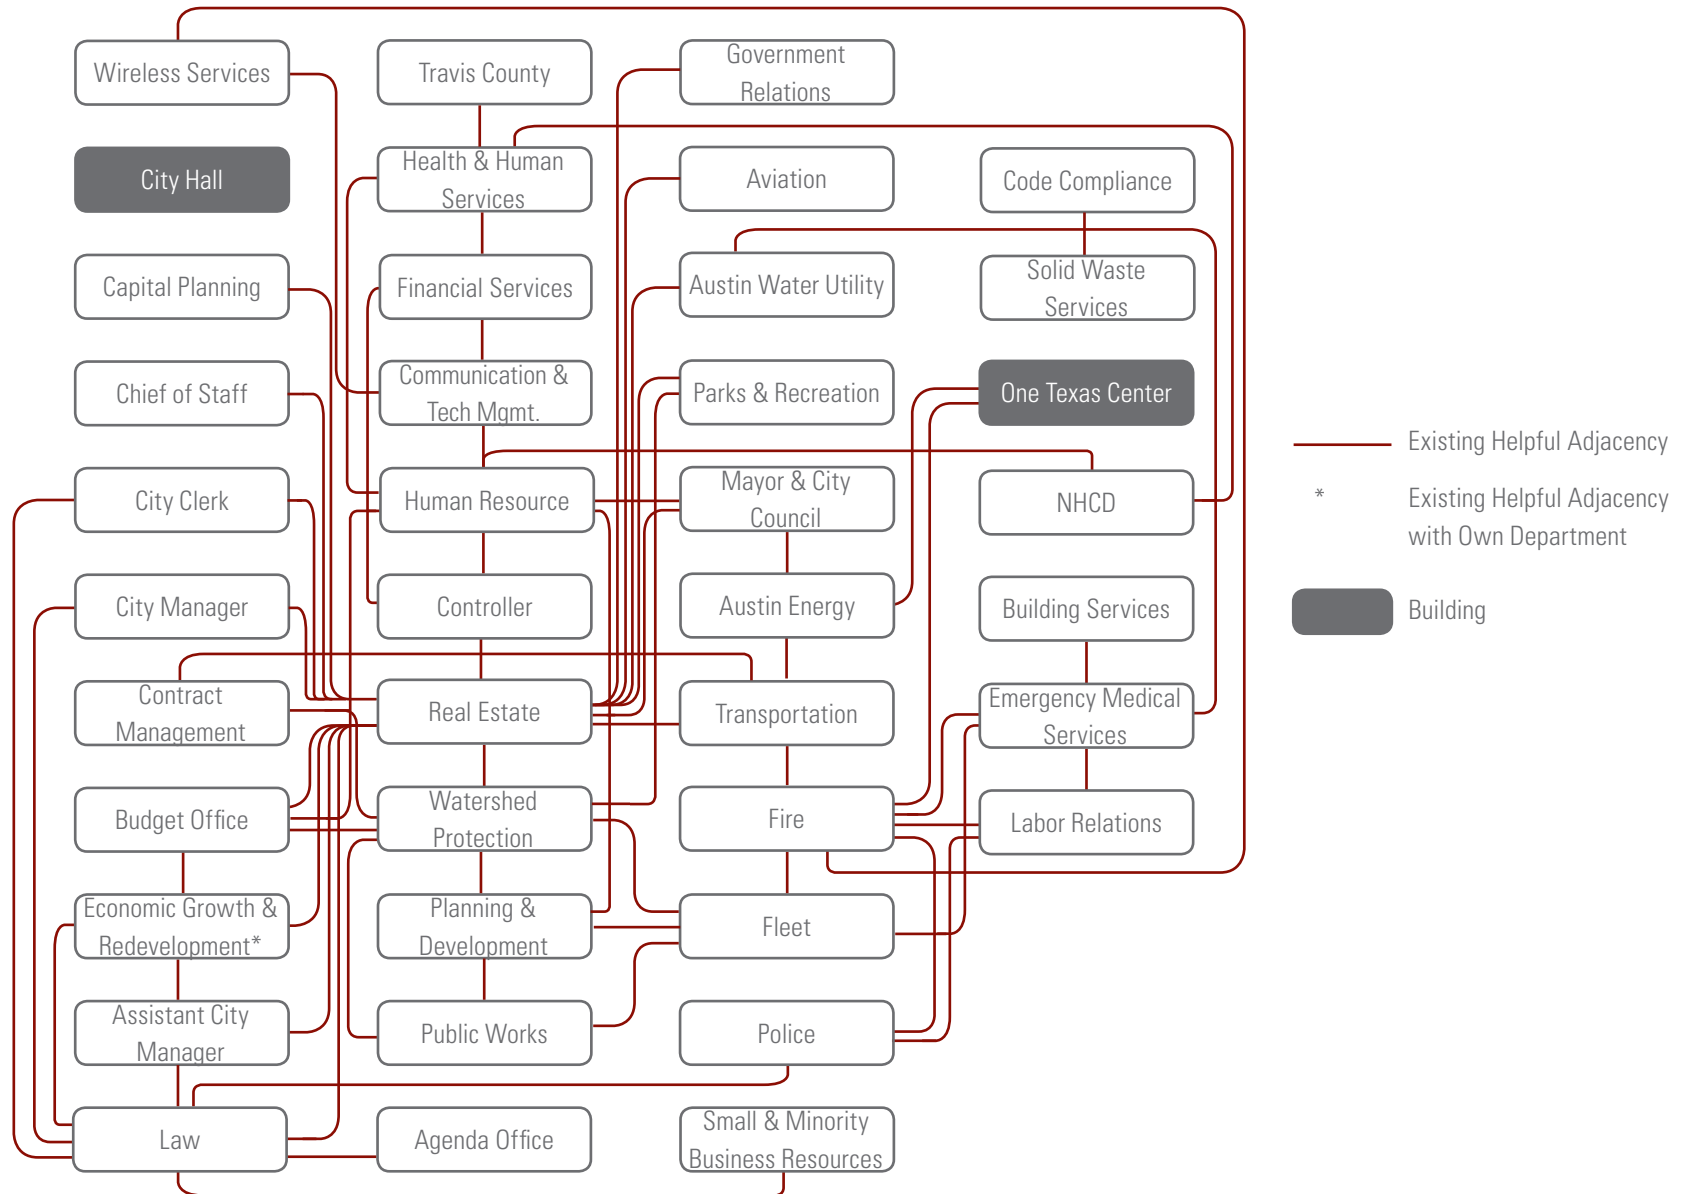 Wireless Services
Travis County
Government
Relations
City Hall
Health & Human
Services
Aviation
Code Compliance
Capital Planning
Financial Services
Austin Water Utility
Solid Waste
Services
Chief of Staff
Communication &
Tech Mgmt.
Parks & Recreation
One Texas Center
City Clerk
Human Resource
Mayor & City
Council
NHCD
City Manager
Controller
Austin Energy
Building Services
Contract
Management
Real Estate
Transportation
Emergency Medical
Services
Budget Office
Watershed
Protection
Fire
Labor Relations
Economic Growth &
Redevelopment*
Planning &
Development
Fleet
Assistant City
Manager
Public Works
Police
Law
Agenda Office
Small & Minority
Business Resources
Existing Helpful Adjacency
* Existing Helpful Adjacency
with Own Department
Building